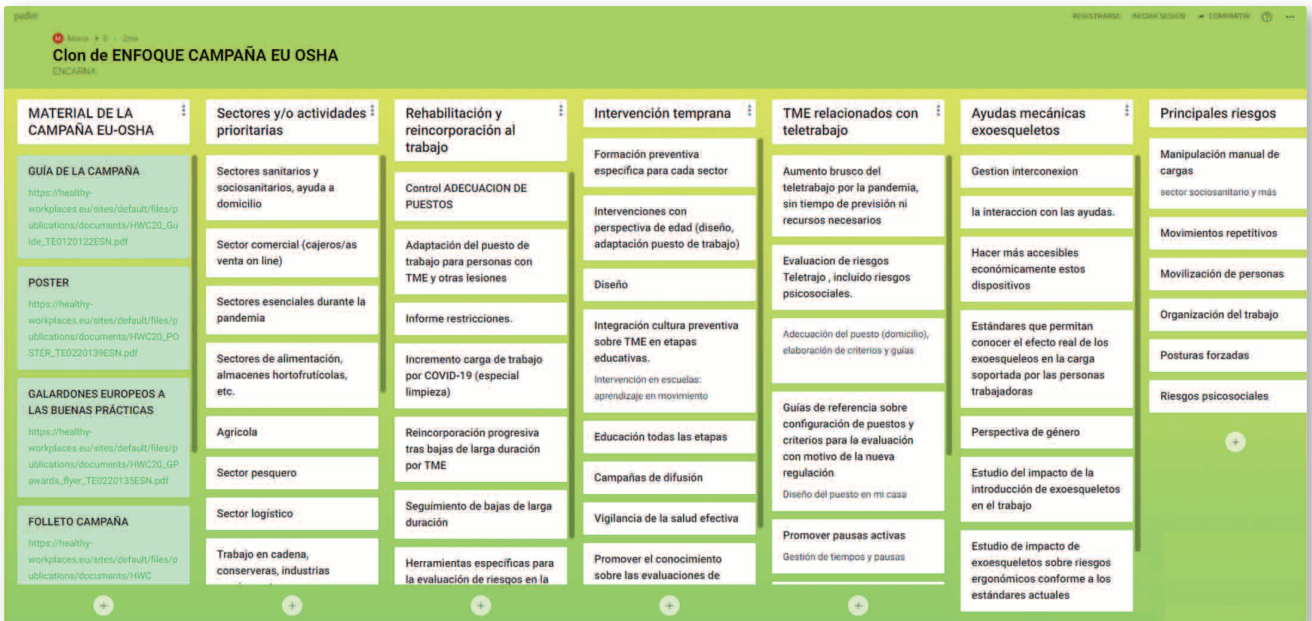 padlet
REGISTRARSE
INICIAR SESIÓN
COMPARTIR
Clon de ENFOQUE CAMPAÑA EU OSHA
ENCARNA
MATERIAL DE LA
CAMPAÑA EU-OSHA
GUÍA DE LA CAMPAÑA
https://healthy-
workplaces.eu/sites/default/files/p
ublications/documents/HWC20_Gu
ide_TE0120122ESN.pdf
POSTER
https://healthy-
workplaces.eu/sites/default/files/p
ublications/documents/HWC20_PO
STER_TE0220139ESN.pdf
GALARDONES EUROPEOS A
LAS BUENAS PRÁCTICAS
https://healthy-
workplaces.eu/sites/default/files/p
ublications/documents/HWC20_GP
awards_flyer_TE0220135ESN.pdf
FOLLETO CAMPAÑA
https://healthy-
workplaces.eu/sites/default/files/p
ublications/documents/HWC
Sectores y/o actividades
prioritarias
Sectores sanitarios y
sociosanitarios, ayuda a
domicilio
Sector comercial (cajeros/as
venta on line)
Sectores esenciales durante la
pandemia
Sectores de alimentación,
almacenes hortofrutícolas,
etc.
Agricola
Sector pesquero
Sector logístico
Trabajo en cadena,
conserveras, industrias
Rehabilitación y
reincorporación al
trabajo
Control ADECUACION DE
PUESTOS
Adaptación del puesto de
trabajo para personas con
TME y otras lesiones
Informe restricciones.
Incremento carga de trabajo
por COVID-19 (especial
limpieza)
Reincorporación progresiva
tras bajas de larga duración
por TME
Seguimiento de bajas de larga
duración
Herramientas específicas para
la evaluación de riesgos en la
Intervención temprana
Formación preventiva
específica para cada sector
Intervenciones con
perspectiva de edad (diseño,
adaptación puesto de trabajo)
Diseño
Integración cultura preventiva
sobre TME en etapas
educativas.
Intervención en escuelas:
aprendizaje en movimiento
Educación todas las etapas
Campañas de difusión
Vigilancia de la salud efectiva
Promover el conocimiento
sobre las evaluaciones de
TME relacionados con
teletrabajo
Aumento brusco del
teletrabajo por la pandemia,
sin tiempo de previsión ni
recursos necesarios
Evaluacion de riesgos
Teletrajo , incluido riesgos
psicosociales.
Adecuación del puesto (domicilio),
elaboración de criterios y guías
Guías de referencia sobre
configuración de puestos y
criterios para la evaluación
con motivo de la nueva
regulación
Diseño del puesto en mi casa
Promover pausas activas
Gestión de tiempos y pausas
Ayudas mecánicas
exoesqueletos
Gestion interconexion
la interaccion con las ayudas.
Hacer más accesibles
económicamente estos
dispositivos
Estándares que permitan
conocer el efecto real de los
exoesqueleos en la carga
soportada por las personas
trabajadoras
Perspectiva de género
Estudio del impacto de la
introducción de exoesqueletos
en el trabajo
Estudio de impacto de
exoesqueletos sobre riesgos
ergonómicos conforme a los
estándares actuales
Principales riesgos
Manipulación manual de
cargas
sector sociosanitario y más
Movimientos repetitivos
Movilización de personas
Organización del trabajo
Posturas forzadas
Riesgos psicosociales